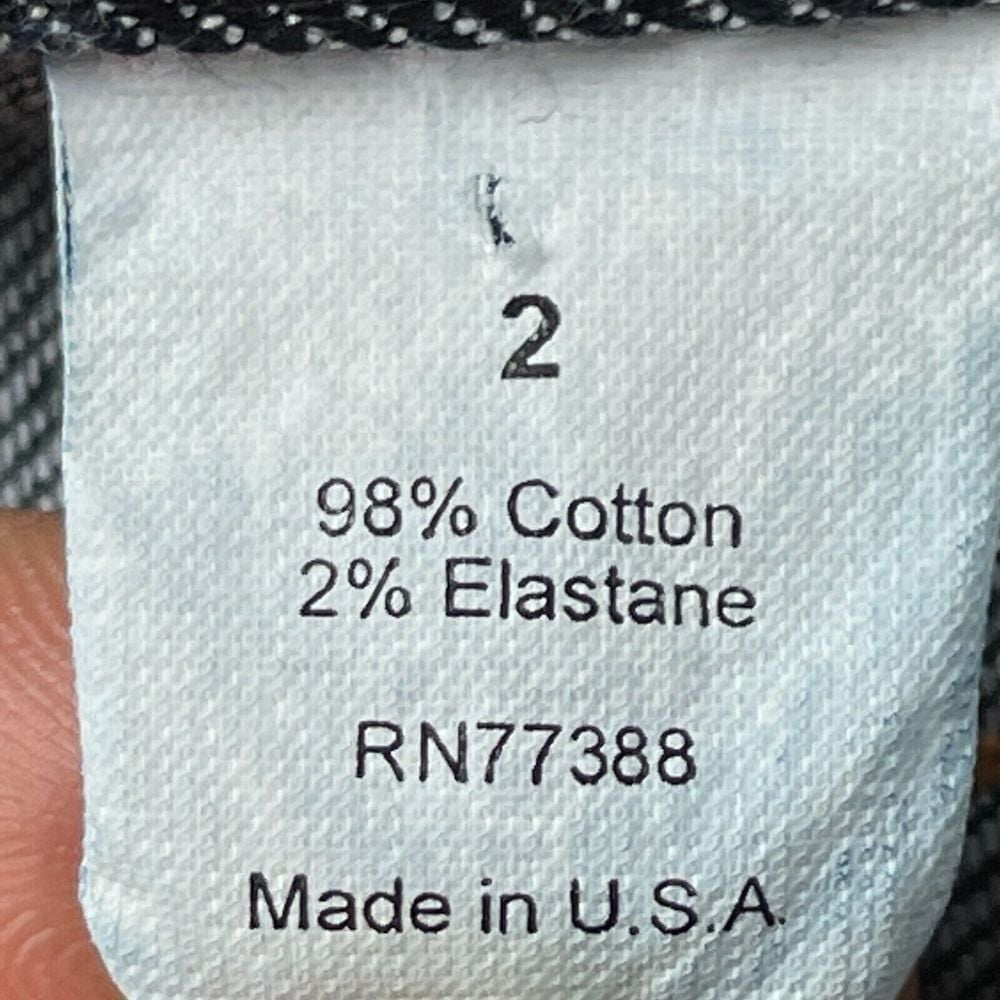 2
98% Cotton
2% Elastane
RN77388
Made in U.S.A.